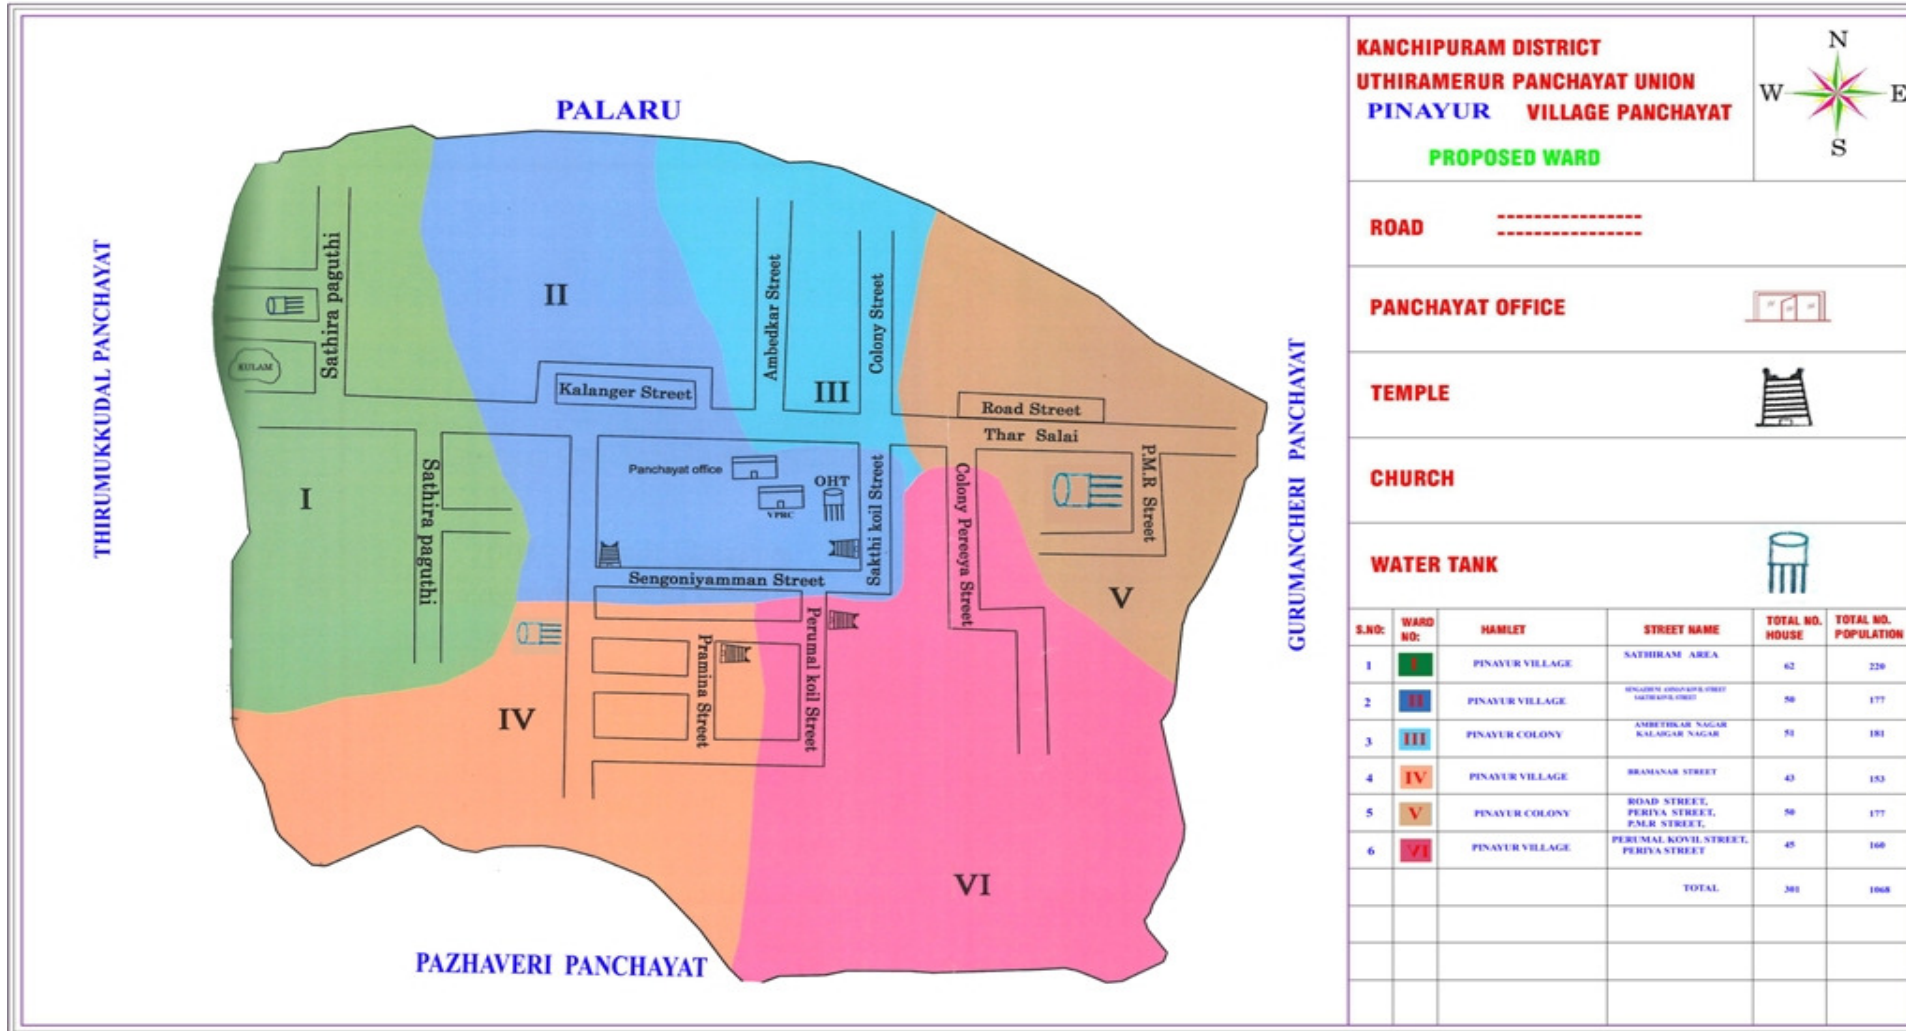 PALARU
THIRUMUKKUDAL PANCHAYAT
GURUMANCHERI PANCHAYAT
PAZHAVERI PANCHAYAT
Sathira paguthi
KULAM
I
Sathira paguthi
II
Kalanger Street
Ambedkar Street
Colony Street
III
Road Street
Thar Salai
P.M.R Street
Panchayat office
VPRC
OHT
Sakthi koil Street
Colony Pereeya Street
Sengoniyamman Street
V
Perumal koil Street
Pramina Street
IV
VI
KANCHIPURAM DISTRICT
UTHIRAMERUR PANCHAYAT UNION
PINAYUR VILLAGE PANCHAYAT
PROPOSED WARD
N
W E
S
ROAD
PANCHAYAT OFFICE
TEMPLE
CHURCH
WATER TANK
S.NO: WARD NO: HAMLET STREET NAME TOTAL NO. HOUSE TOTAL NO. POPULATION
1 I PINAYUR VILLAGE SATHIRAM AREA 62 220
2 II PINAYUR VILLAGE STREET 50 177
3 III PINAYUR COLONY AMBETHKAR NAGAR KALAIGAR NAGAR 51 181
4 IV PINAYUR VILLAGE BRAMANAR STREET 43 153
5 V PINAYUR COLONY ROAD STREET, PERIYA STREET, P.M.R STREET, 50 177
6 VI PINAYUR VILLAGE PERUMAL KOVIL STREET, PERIYA STREET 45 160
TOTAL 301 1068